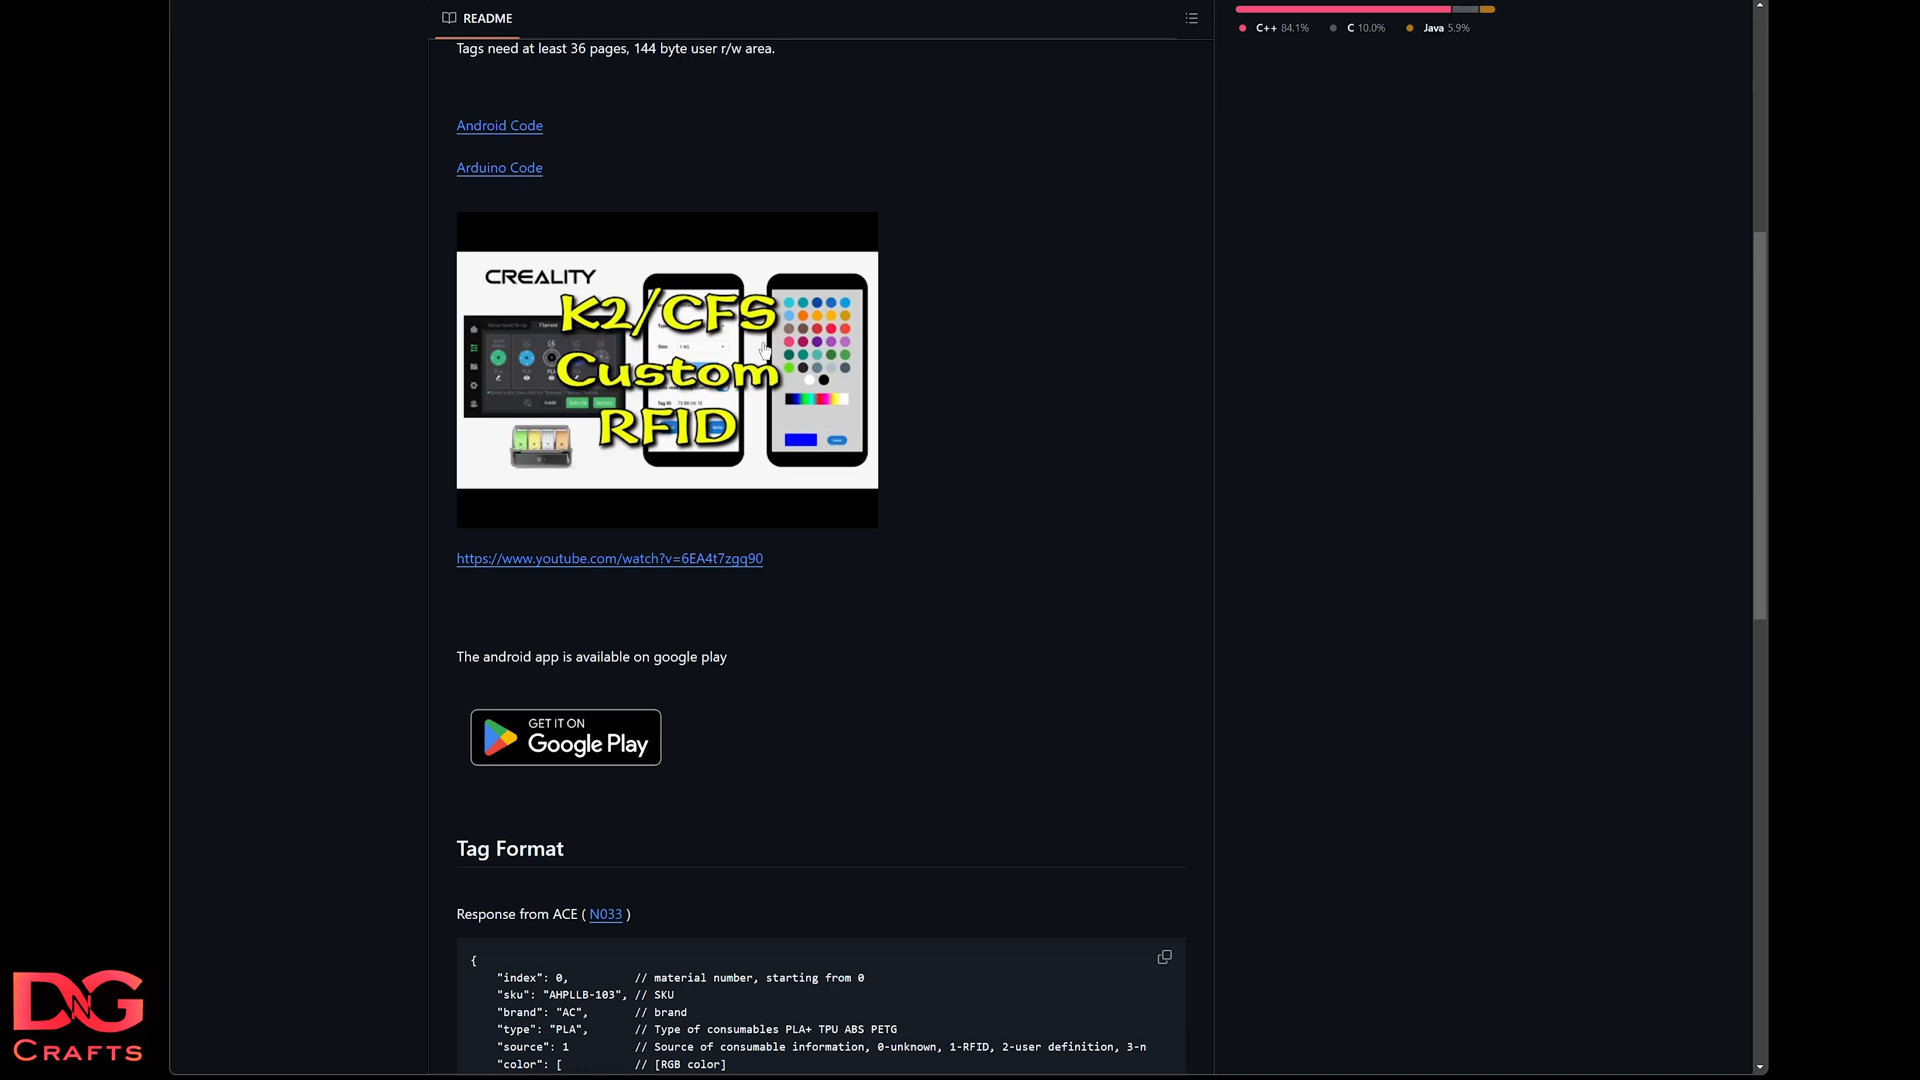 README
C++ 84.1% C 10.0% Java 5.9%
Tags need at least 36 pages, 144 byte user r/w area.
Android Code
Arduino Code
CREALITY
K2/CFS
Custom
RFID
https://www.youtube.com/watch?v=6EA4t7zgq90
The android app is available on google play
GET IT ON
Google Play
Tag Format
Response from ACE ( N033 )
{
"index": 0, // material number, starting from 0
"sku": "AHPLLB-103", // SKU
"brand": "AC", // brand
"type": "PLA", // Type of consumables PLA+ TPU ABS PETG
"source": 1 // Source of consumable information, 0-unknown, 1-RFID, 2-user definition, 3-n
"color": [ // [RGB color]
DNG
CRAFTS